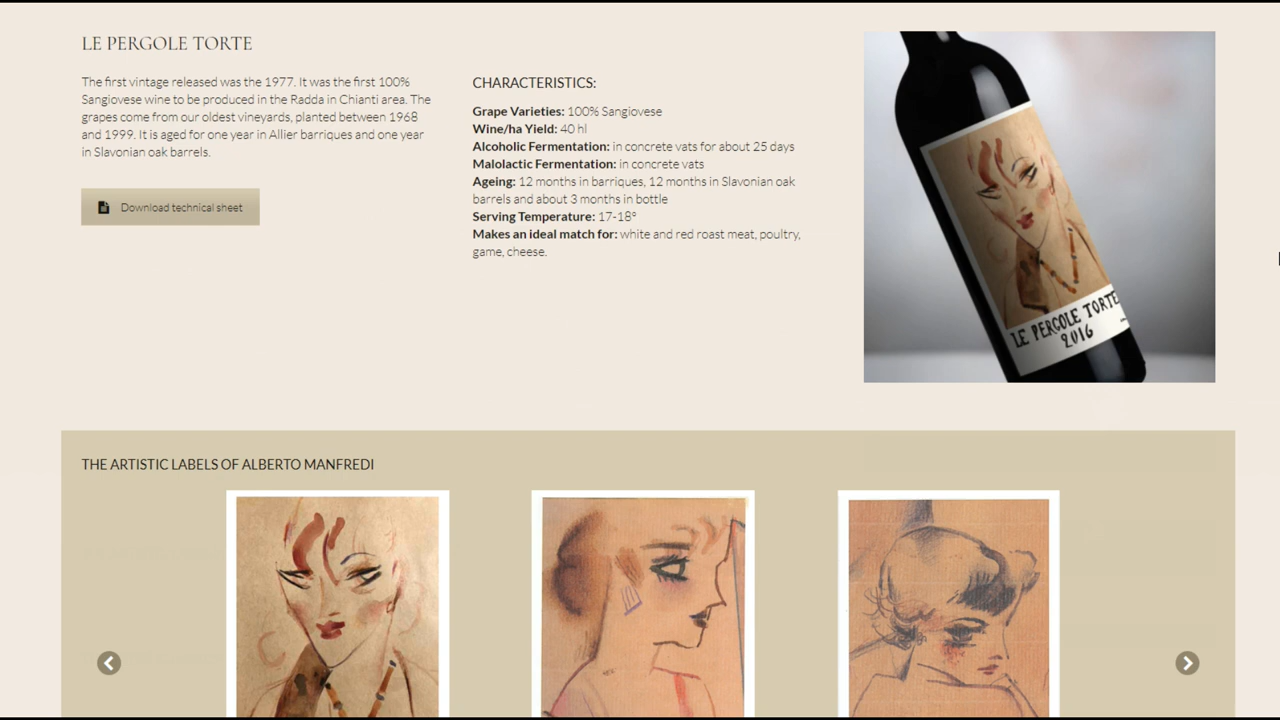 LE PERGOLE TORTE
The first vintage released was the 1977. It was the first 100%
Sangiovese wine to be produced in the Radda in Chianti area. The
grapes come from our oldest vineyards, planted between 1968
and 1999. It is aged for one year in Allier barriques and one year
in Slavonian oak barrels.
Download technical sheet
CHARACTERISTICS:
Grape Varieties: 100% Sangiovese
Wine/ha Yield: 40 hl
Alcoholic Fermentation: in concrete vats for about 25 days
Malolactic Fermentation: in concrete vats
Ageing: 12 months in barriques, 12 months in Slavonian oak
barrels and about 3 months in bottle
Serving Temperature: 17-18°
Makes an ideal match for: white and red roast meat, poultry,
game, cheese.
LE PERGOLE TORTE
2016
THE ARTISTIC LABELS OF ALBERTO MANFREDI